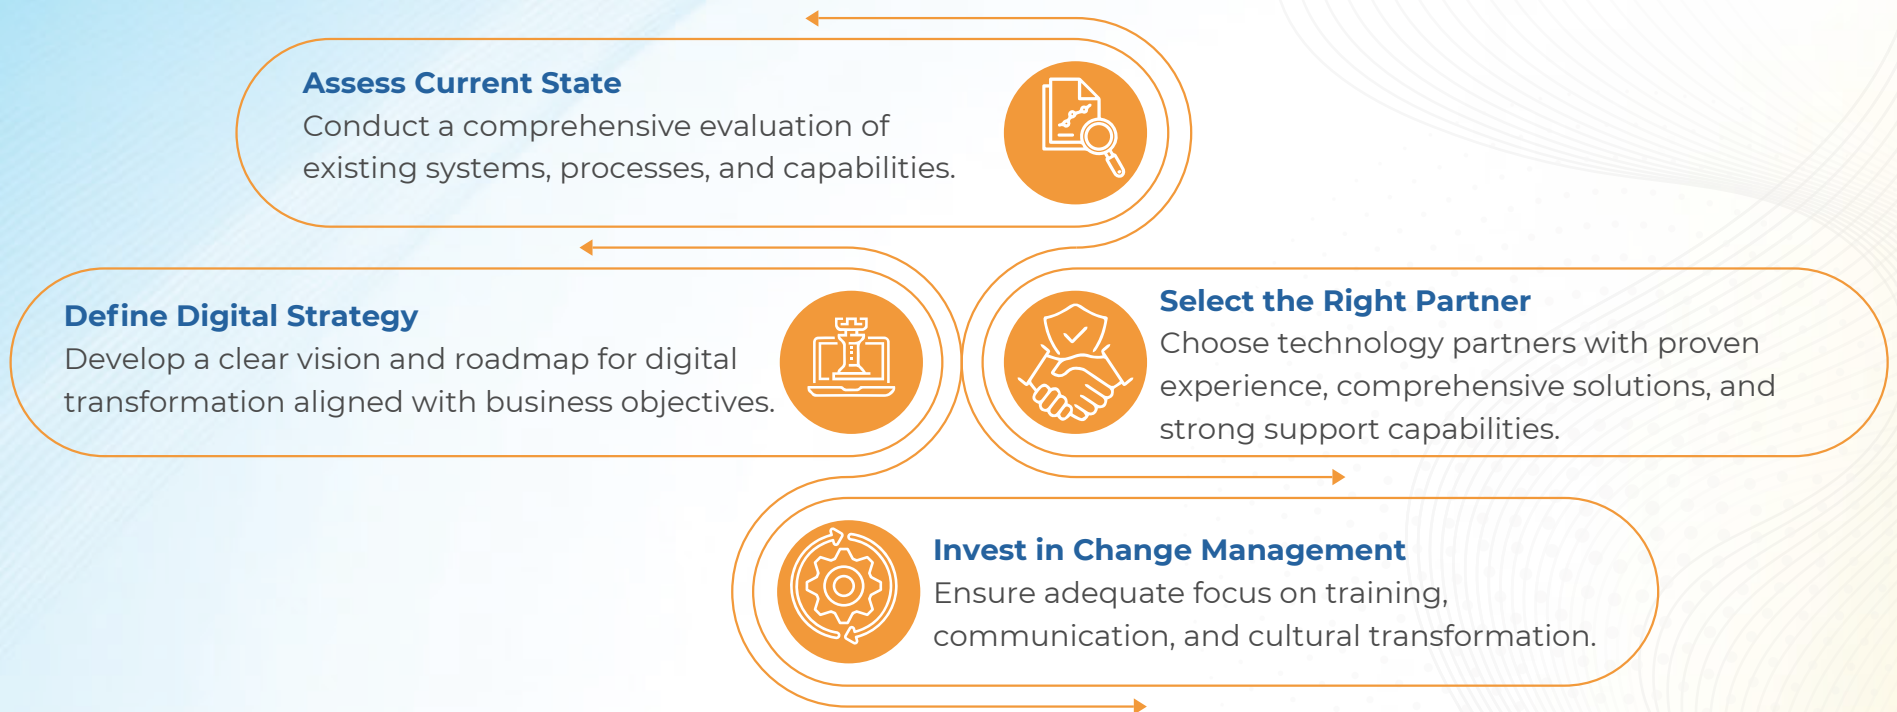 Assess Current State
Conduct a comprehensive evaluation of
existing systems, processes, and capabilities.
Define Digital Strategy
Develop a clear vision and roadmap for digital
transformation aligned with business objectives.
Select the Right Partner
Choose technology partners with proven
experience, comprehensive solutions, and
strong support capabilities.
Invest in Change Management
Ensure adequate focus on training,
communication, and cultural transformation.